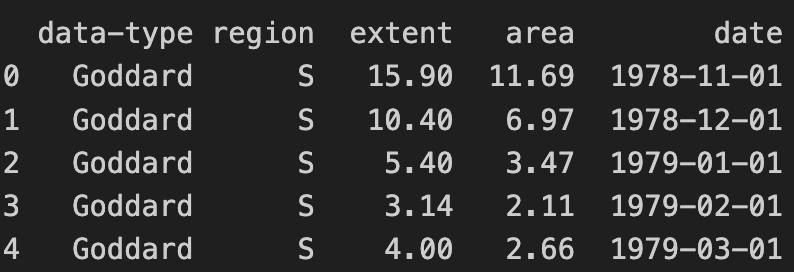 data-type region extent area date
0 Goddard S 15.90 11.69 1978-11-01
1 Goddard S 10.40 6.97 1978-12-01
2 Goddard S 5.40 3.47 1979-01-01
3 Goddard S 3.14 2.11 1979-02-01
4 Goddard S 4.00 2.66 1979-03-01